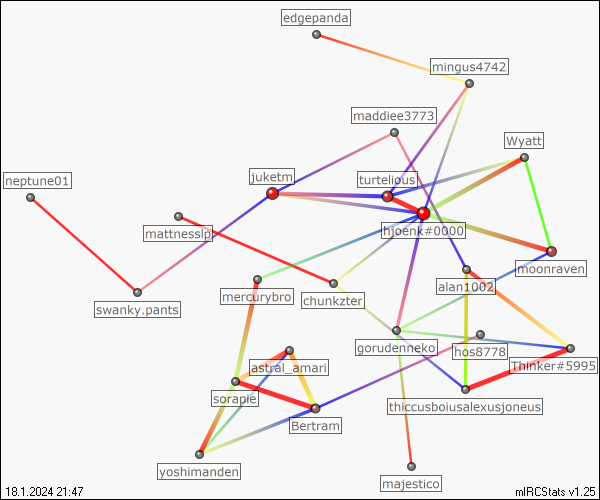 edgepanda
mingus4742
maddiee3773
Wyatt
juketm
turtelious
neptune01
hjoenk#0000
mattnesslp
moonraven
alan1002
mercurybro
chunkzter
swanky.pants
gorudenneko
hos8778
Thinker#5995
astral_amari
sorapie
thiccusboiusalexusjoneus
Bertram
yoshimanden
majestico
18.1.2024 21:47
mIRCStats v1.25